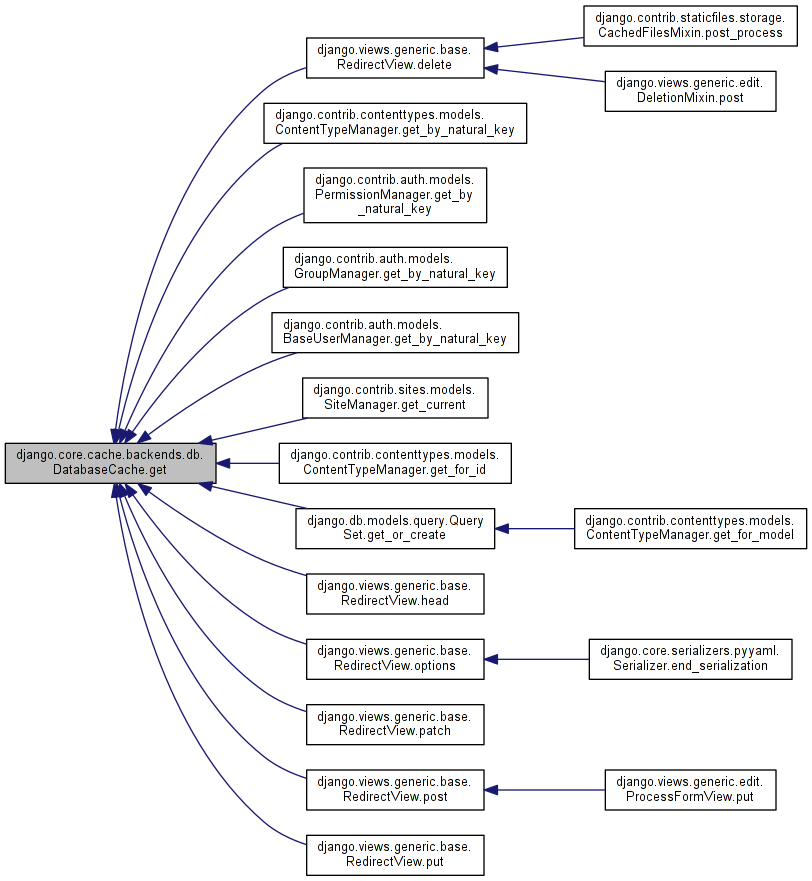 django.contrib.staticfiles.storage.
CachedFilesMixin.post_process
django.views.generic.base.
RedirectView.delete
django.views.generic.edit.
DeletionMixin.post
django.contrib.contenttypes.models.
ContentTypeManager.get_by_natural_key
django.contrib.auth.models.
PermissionManager.get_by
_natural_key
django.contrib.auth.models.
GroupManager.get_by_natural_key
django.contrib.auth.models.
BaseUserManager.get_by_natural_key
django.contrib.sites.models.
SiteManager.get_current
django.core.cache.backends.db.
DatabaseCache.get
django.contrib.contenttypes.models.
ContentTypeManager.get_for_id
django.db.models.query.Query
Set.get_or_create
django.contrib.contenttypes.models.
ContentTypeManager.get_for_model
django.views.generic.base.
RedirectView.head
django.views.generic.base.
RedirectView.options
django.core.serializers.pyyaml.
Serializer.end_serialization
django.views.generic.base.
RedirectView.patch
django.views.generic.base.
RedirectView.post
django.views.generic.edit.
ProcessFormView.put
django.views.generic.base.
RedirectView.put